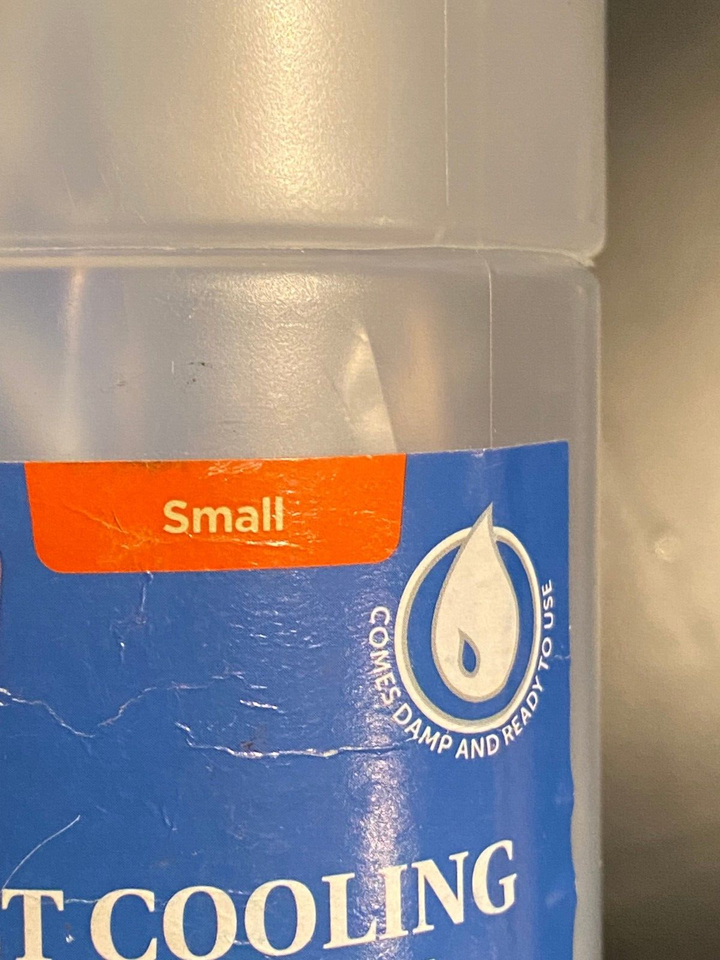 Small
COMES DAMP AND READY TO USE
T COOLING